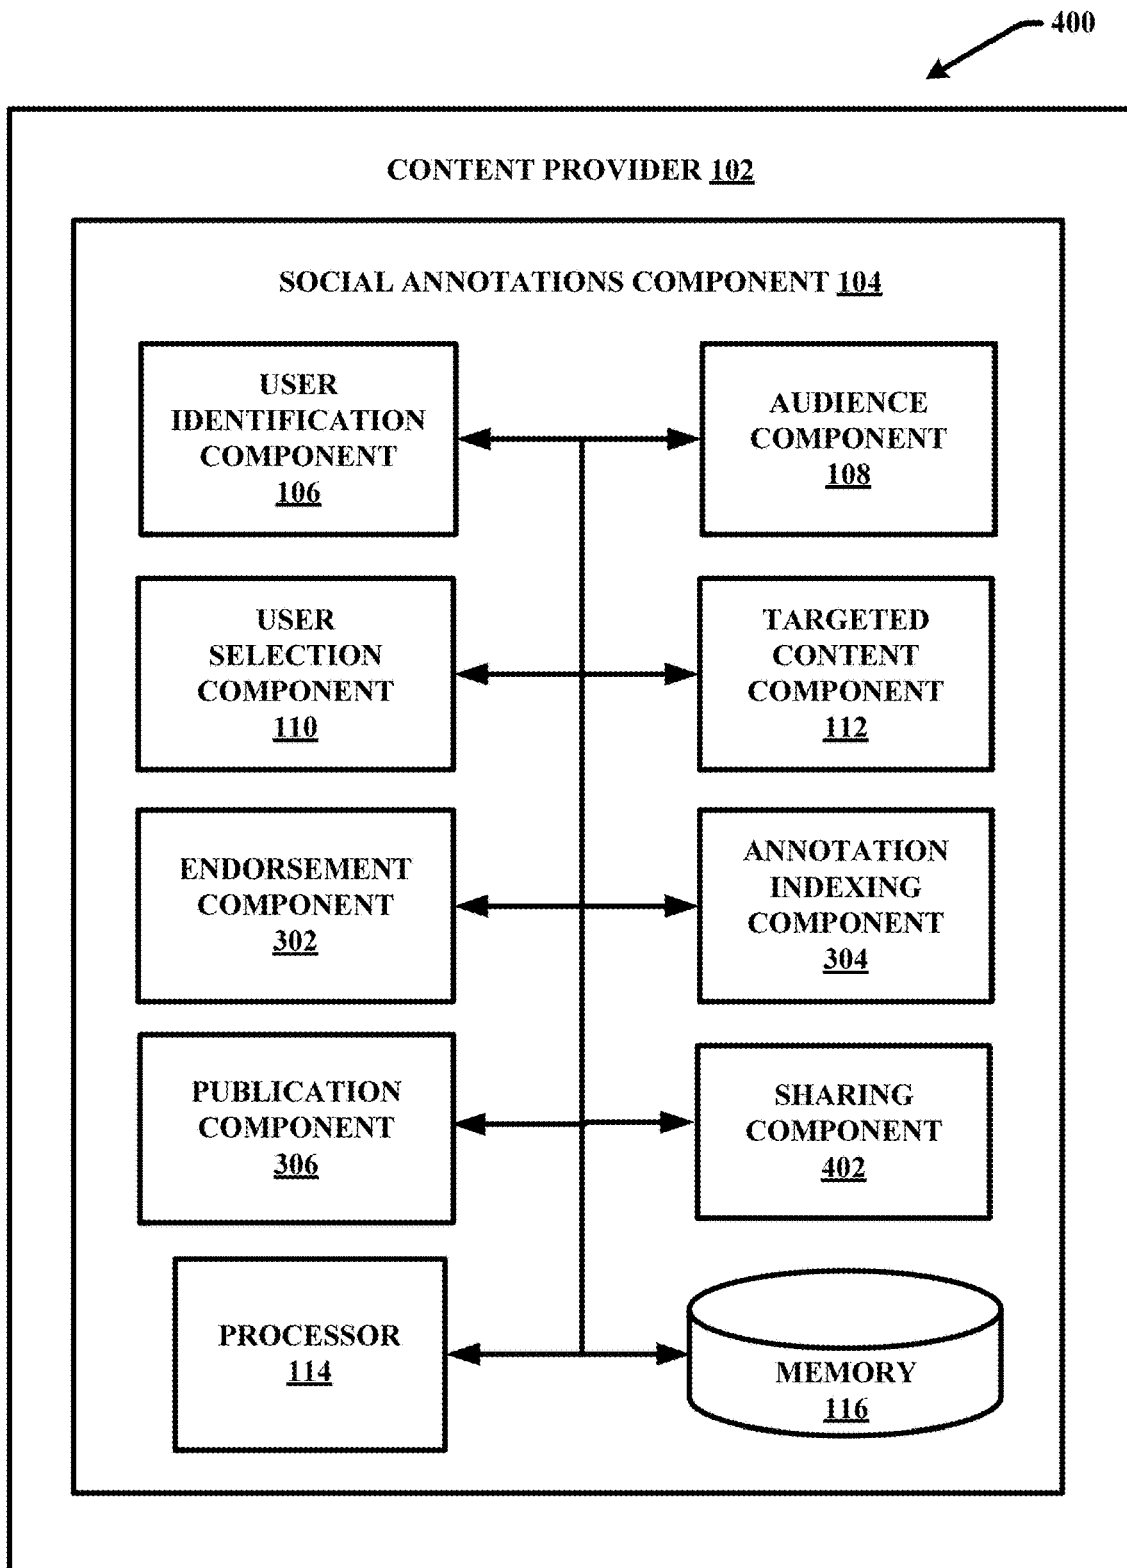 400
CONTENT PROVIDER 102
SOCIAL ANNOTATIONS COMPONENT 104
USER
IDENTIFICATION
COMPONENT
106
AUDIENCE
COMPONENT
108
USER
SELECTION
COMPONENT
110
TARGETED
CONTENT
COMPONENT
112
ENDORSEMENT
COMPONENT
302
ANNOTATION
INDEXING
COMPONENT
304
PUBLICATION
COMPONENT
306
SHARING
COMPONENT
402
PROCESSOR
114
MEMORY
116